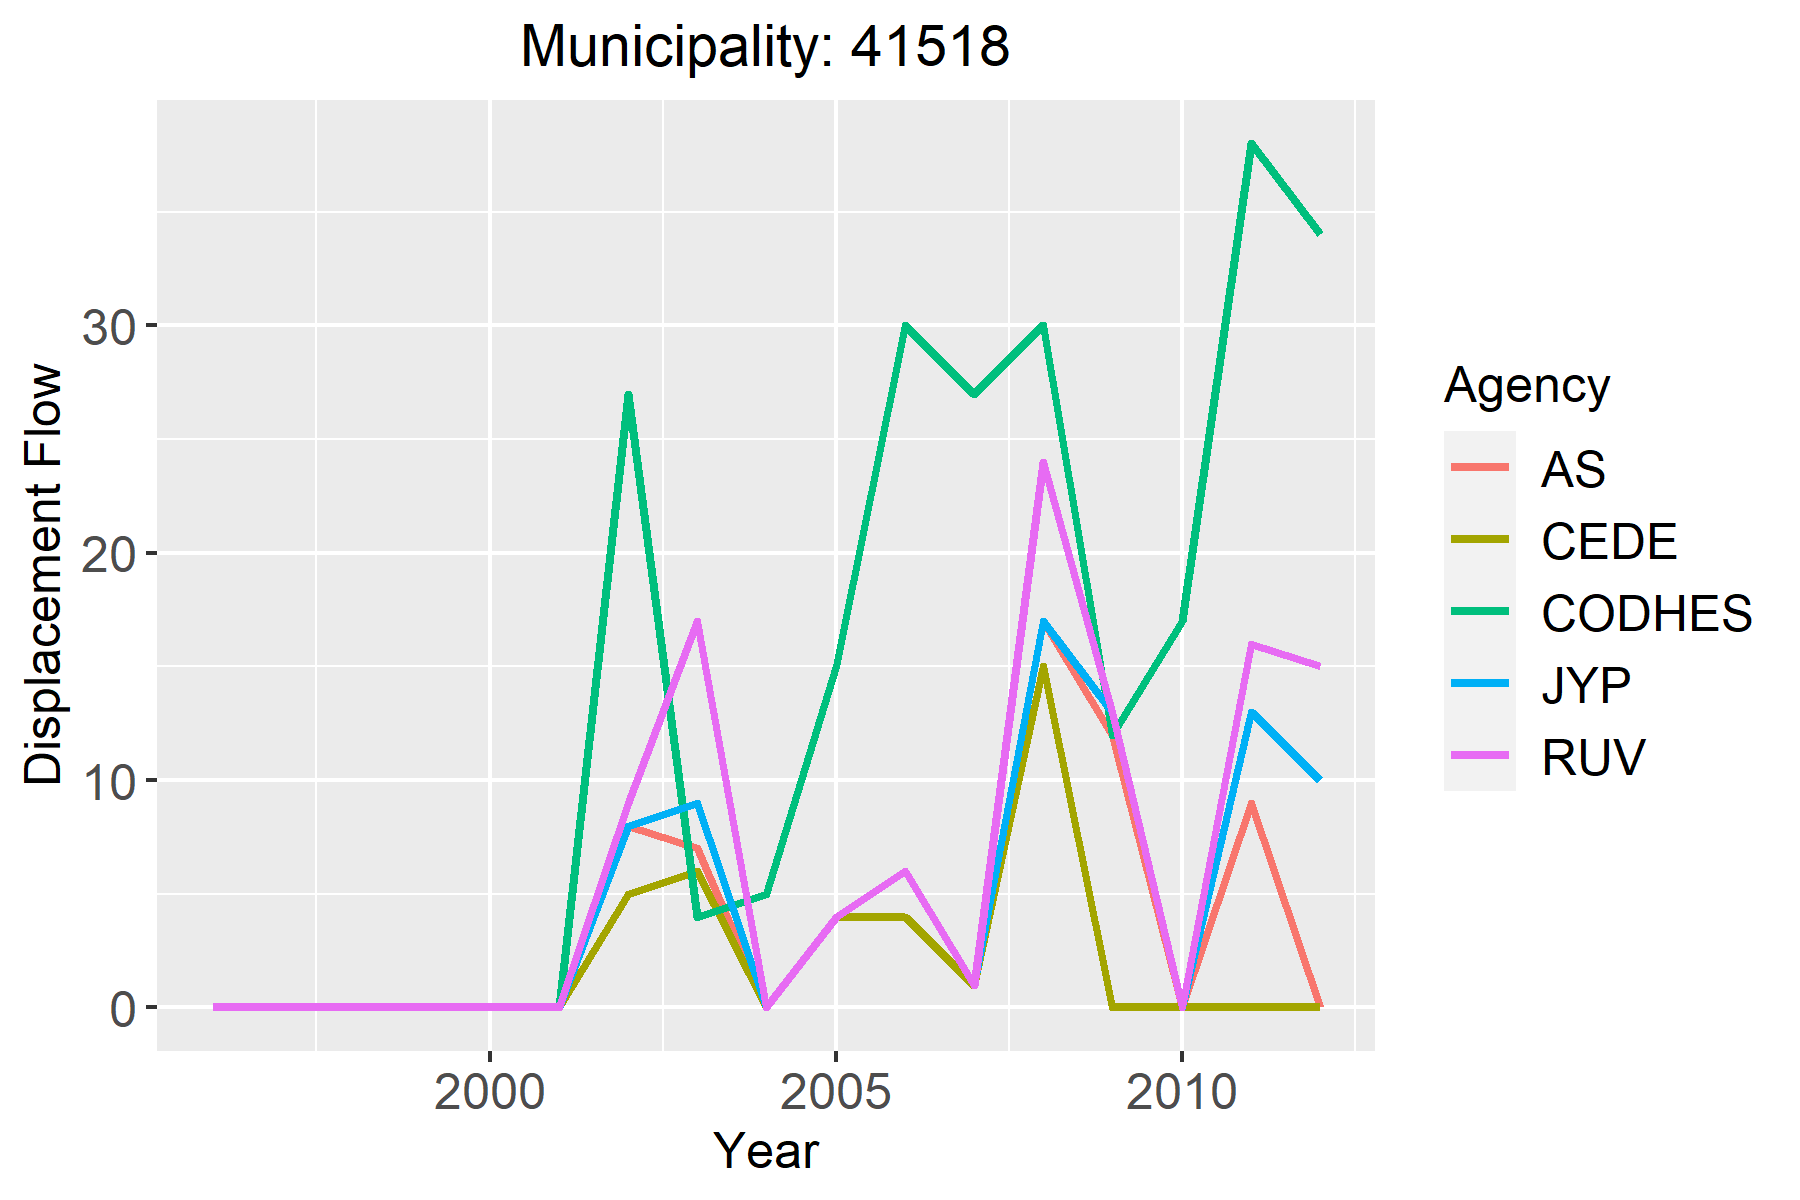 Municipality: 41518
Displacement Flow
30
20
10
0
2000 2005 2010
Year
Agency
AS
CEDE
CODHES
JYP
RUV